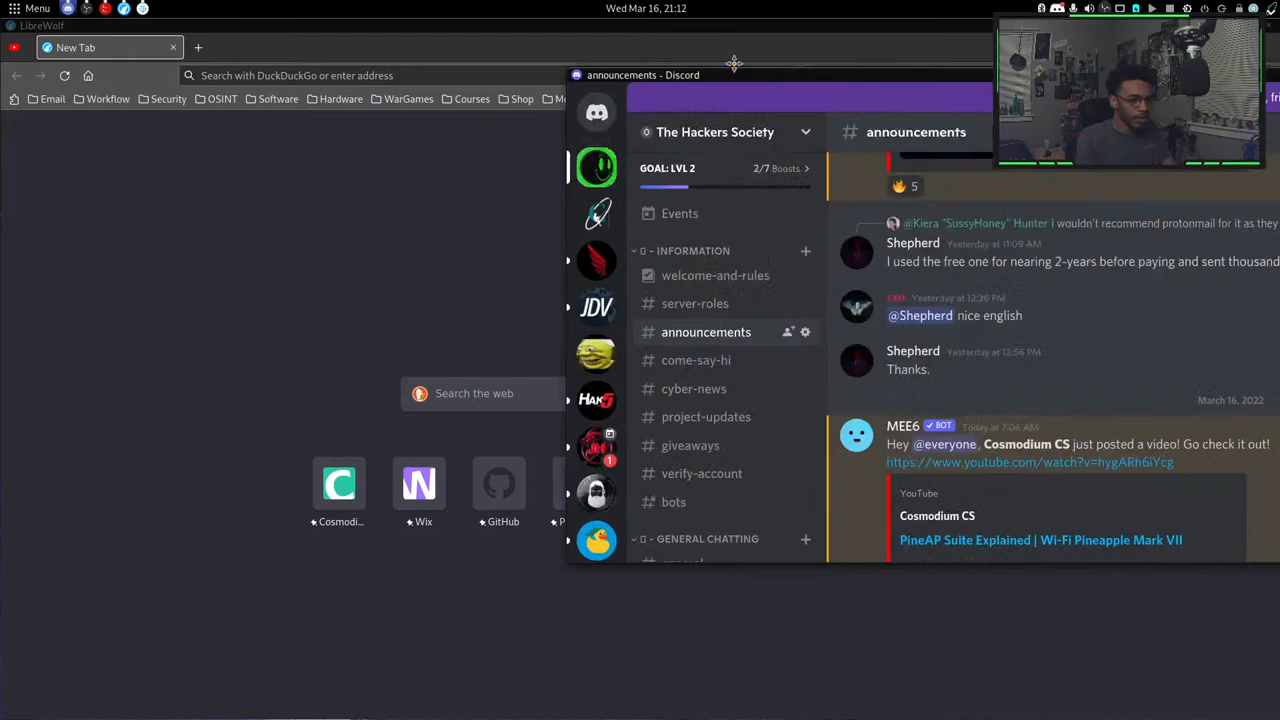 Menu
Wed Mar 16, 21:12
LibreWolf
New Tab
Search with DuckDuckGo or enter address
Email
Workflow
Security
OSINT
Software
Hardware
WarGames
Courses
Shop
Search the web
Cosmodi...
Wix
GitHub
announcements - Discord
The Hackers Society
GOAL: LVL 2
2/7 Boosts
Events
- INFORMATION
welcome-and-rules
server-roles
announcements
come-say-hi
cyber-news
project-updates
giveaways
verify-account
bots
- GENERAL CHATTING
JDV
HAK5
1
# announcements
🔥 5
@Kiera "SussyHoney" Hunter i wouldn't recommend protonmail for it as they
Shepherd Yesterday at 11:09 AM
I used the free one for nearing 2-years before paying and sent thousand
Yesterday at 12:36 PM
@Shepherd nice english
Shepherd Yesterday at 12:56 PM
Thanks.
March 16, 2022
MEE6 ✓ BOT Today at 7:06 AM
Hey @everyone, Cosmodium CS just posted a video! Go check it out!
https://www.youtube.com/watch?v=hygARh6iYcg
YouTube
Cosmodium CS
PineAP Suite Explained | Wi-Fi Pineapple Mark VII